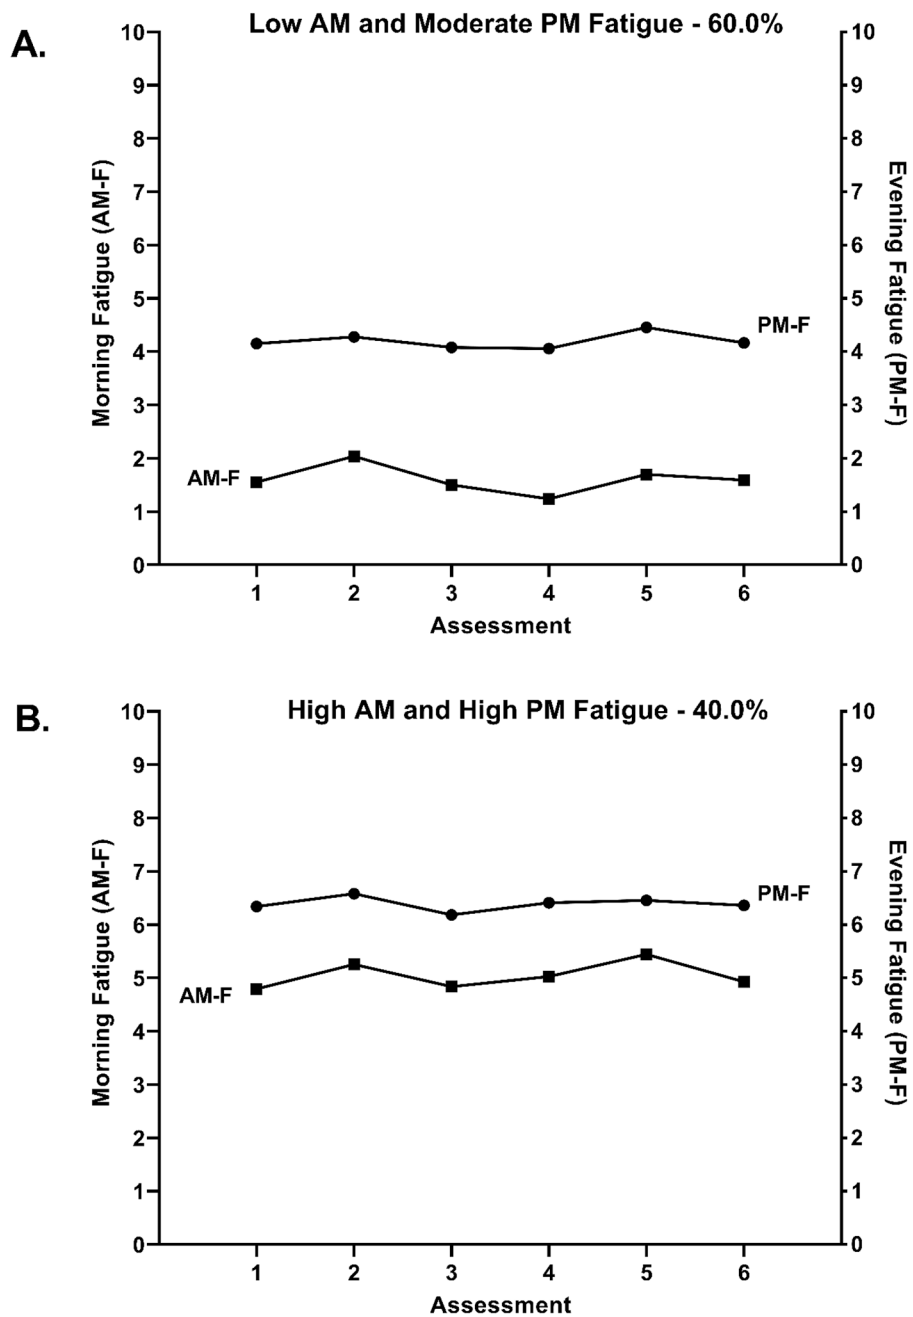 A.
Low AM and Moderate PM Fatigue - 60.0%
Morning Fatigue (AM-F)
10
9
8
7
6
5
4
3
2
1
0
PM-F
AM-F
10
9
8
7
6
5
4
3
2
1
0
Evening Fatigue (PM-F)
1 2 3 4 5 6
Assessment
B.
High AM and High PM Fatigue - 40.0%
Morning Fatigue (AM-F)
10
9
8
7
6
5
4
3
2
1
0
PM-F
AM-F
10
9
8
7
6
5
4
3
2
1
0
Evening Fatigue (PM-F)
1 2 3 4 5 6
Assessment